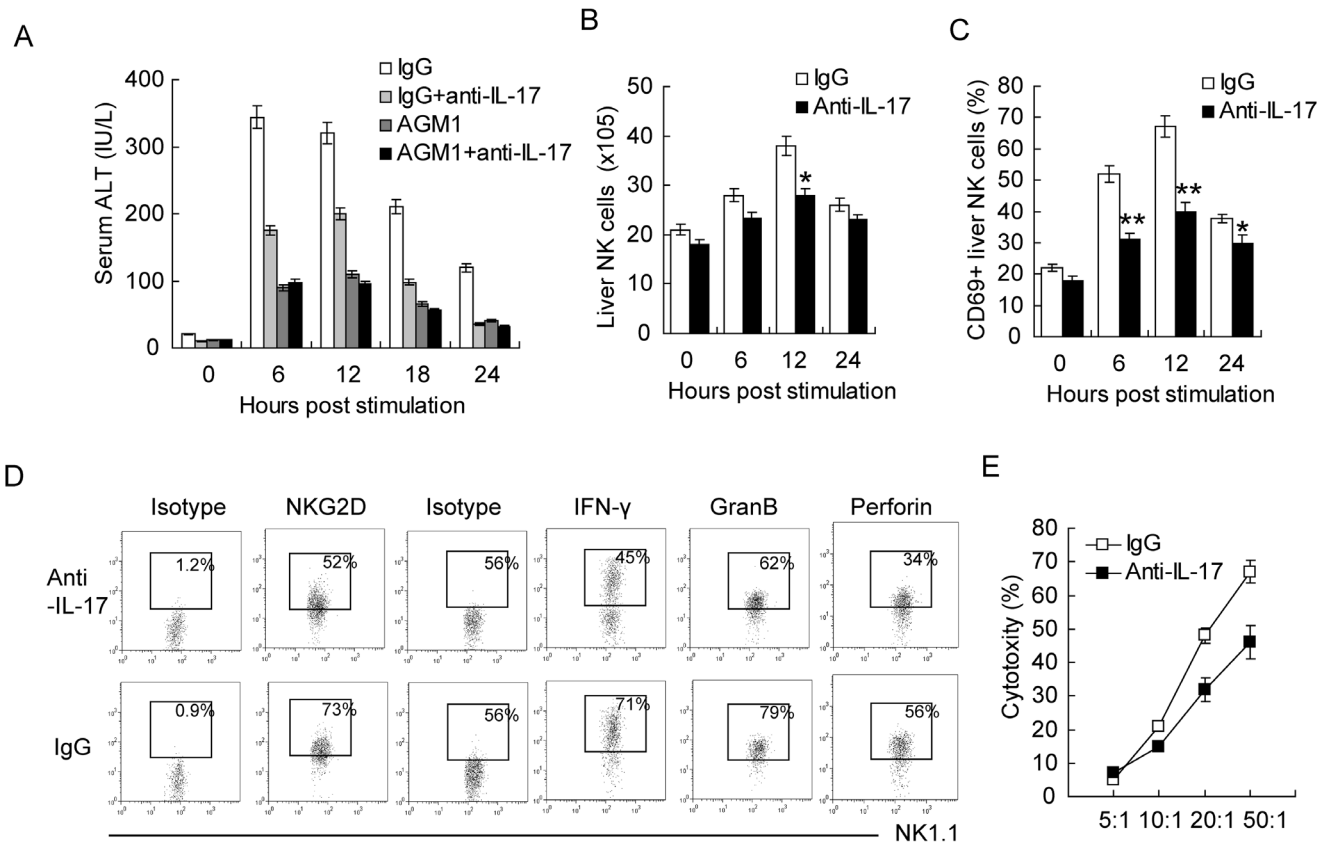 A
IgG
IgG+anti-IL-17
AGM1
AGM1+anti-IL-17
Serum ALT (IU/L)
400
300
200
100
0
0 6 12 18 24
Hours post stimulation
B
IgG
Anti-IL-17
Liver NK cells (x105)
50
40
30
20
10
0
*
0 6 12 24
Hours post stimulation
C
IgG
Anti-IL-17
CD69+ liver NK cells (%)
80
70
60
50
40
30
20
10
0
** ** *
0 6 12 24
Hours post stimulation
D
Isotype NKG2D Isotype IFN-γ GranB Perforin
Anti
-IL-17
1.2% 52% 56% 45% 62% 34%
IgG
0.9% 73% 56% 71% 79% 56%
NK1.1
E
IgG
Anti-IL-17
Cytotoxity (%)
80
70
60
50
40
30
20
10
0
5:1 10:1 20:1 50:1